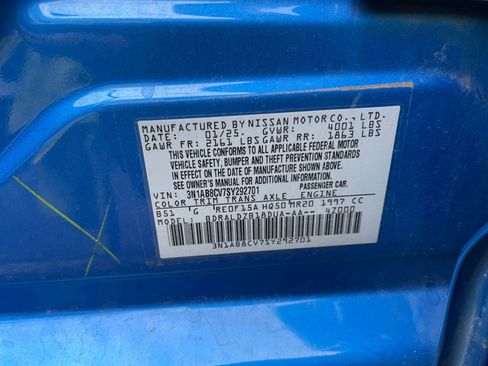 MANUFACTURED BY NISSAN MOTOR CO., LTD.
DATE: 01/25. GVWR: 4001 LBS
GAWR FR: 2161 LBS GAWR RR: 1863 LBS
THIS VEHICLE CONFORMS TO ALL APPLICABLE FEDERAL MOTOR
VEHICLE SAFETY, BUMPER AND THEFT PREVENTION STANDARDS
IN EFFECT ON THE DATE OF MANUFACTURE SHOWN ABOVE.
SEE OWNER'S MANUAL FOR ADDITIONAL INFORMATION.
VIN: 3N1AB8CV7SY292701 PASSENGER CAR.
COLOR TRIM TRANS AXLE ENGINE
B51 G RE0F15A HQ50 MR20 1997 CC
MODEL: BDRALDZB18DUA-AA-- 4Z000
3N1AB8CV7SY292701